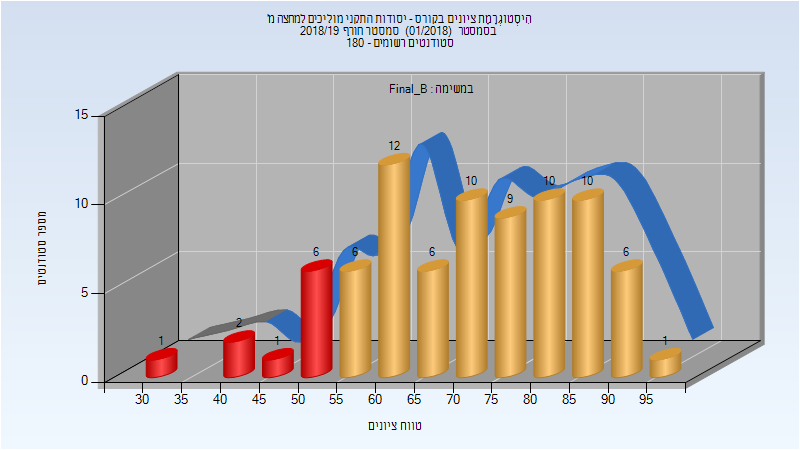 היסטוגרמת ציונים בקורס - יסודות התקני מוליכים למחצה מ'
בסמסטר (01/2018) סמסטר חורף 2018/19
סטודנטים רשומים - 180
במשימה : Final_B
מספר סטודנטים
15
10
5
0
1
2
1
6
6
12
6
10
9
10
10
6
1
30 35 40 45 50 55 60 65 70 75 80 85 90 95
טווח ציונים